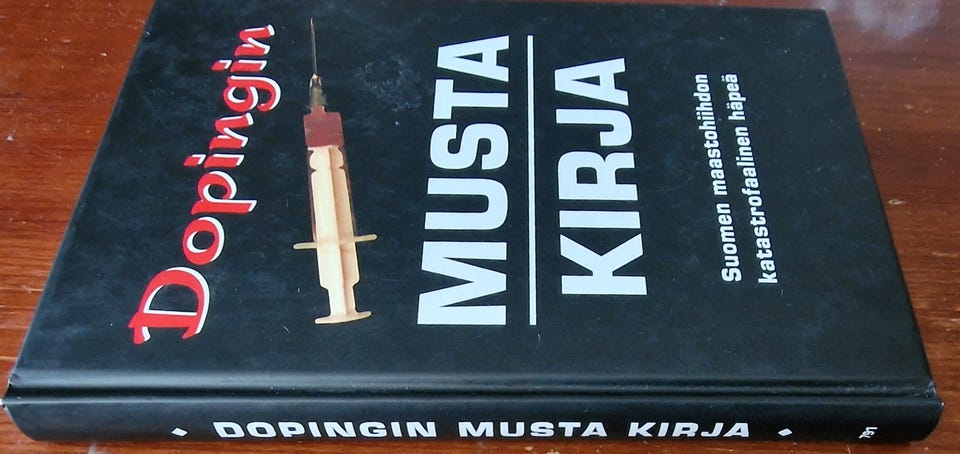 Dopingin
MUSTA
KIRJA
Suomen maastohiihdon
katastrofaalinen häpeä
DOPINGIN MUSTA KIRJA